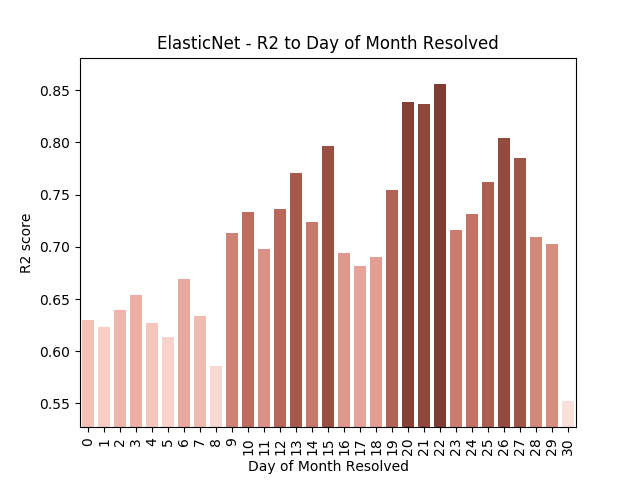 ElasticNet - R2 to Day of Month Resolved
0.85
0.80
0.75
0.70
0.65
0.60
0.55
R2 score
0 1 2 3 4 5 6 7 8 9 10 11 12 13 14 15 16 17 18 19 20 21 22 23 24 25 26 27 28 29 30
Day of Month Resolved